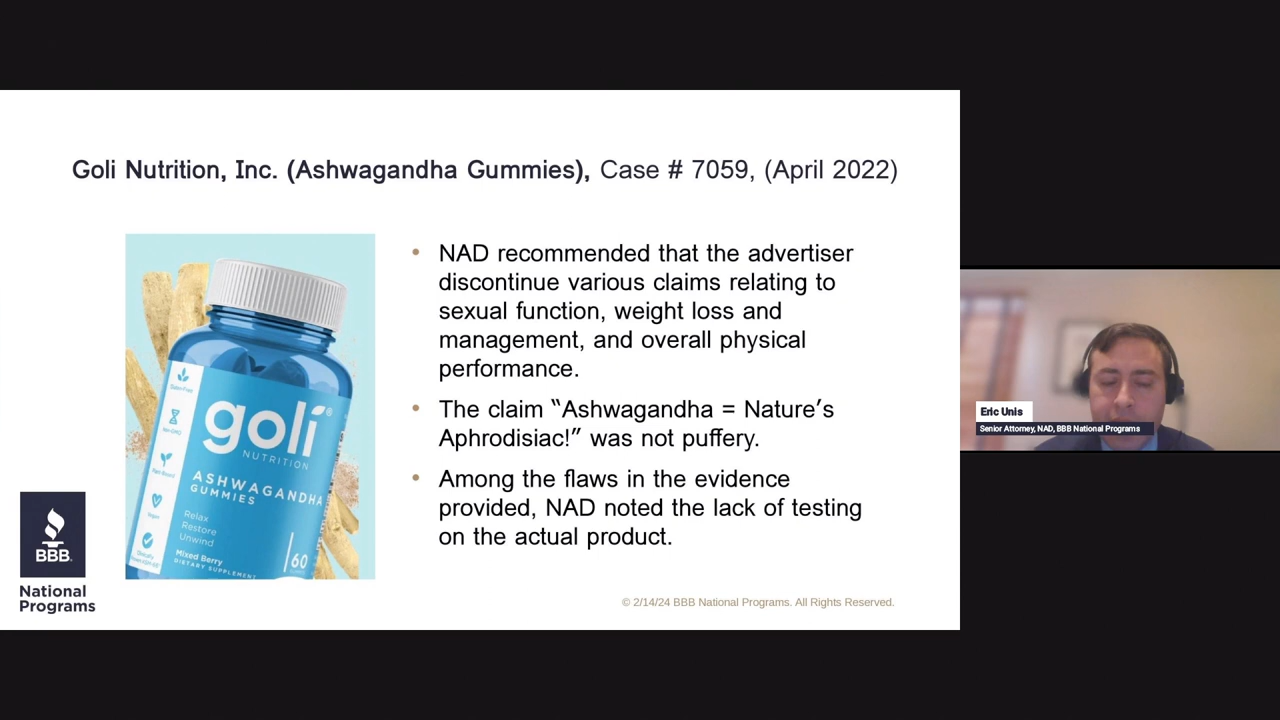 Goli Nutrition, Inc. (Ashwagandha Gummies), Case # 7059, (April 2022)
• NAD recommended that the advertiser
discontinue various claims relating to
sexual function, weight loss and
management, and overall physical
performance.
• The claim “Ashwagandha = Nature’s
Aphrodisiac!” was not puffery.
• Among the flaws in the evidence
provided, NAD noted the lack of testing
on the actual product.
goli®
NUTRITION
ASHWAGANDHA
GUMMIES
Relax
Restore
Unwind
Mixed Berry
DIETARY SUPPLEMENT
60
Vegan
BBB.
National
Programs
© 2/14/24 BBB National Programs. All Rights Reserved.
Eric Unis
Senior Attorney, NAD, BBB National Programs